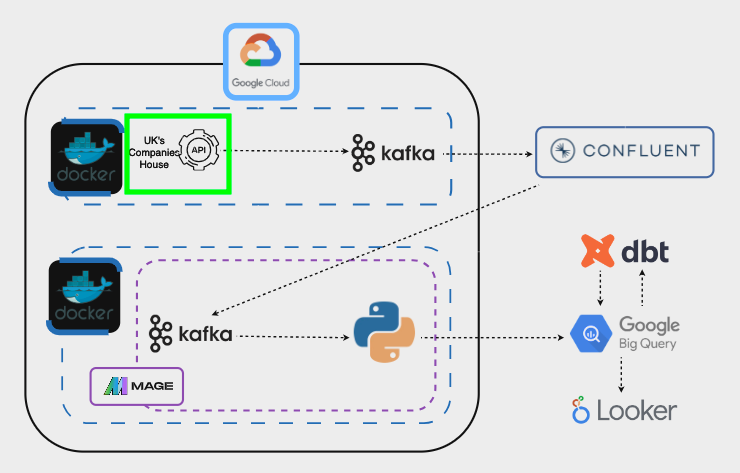 Google Cloud
UK's
Companies
House
API
docker
kafka
CONFLUENT
dbt
docker
kafka
Google
Big Query
MAGE
Looker